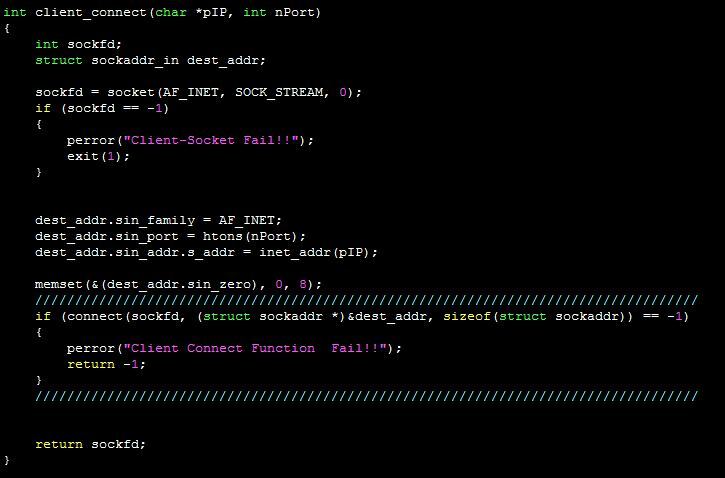 int client_connect(char *pIP, int nPort)
{
    int sockfd;
    struct sockaddr_in dest_addr;

    sockfd = socket(AF_INET, SOCK_STREAM, 0);
    if (sockfd == -1)
    {
        perror("Client-Socket Fail!!");
        exit(1);
    }


    dest_addr.sin_family = AF_INET;
    dest_addr.sin_port = htons(nPort);
    dest_addr.sin_addr.s_addr = inet_addr(pIP);

    memset(&(dest_addr.sin_zero), 0, 8);
    ///////////////////////////////////////////////////////////////////////////////////
    if (connect(sockfd, (struct sockaddr *)&dest_addr, sizeof(struct sockaddr)) == -1)
    {
        perror("Client Connect Function  Fail!!");
        return -1;
    }
    ///////////////////////////////////////////////////////////////////////////////////


    return sockfd;
}